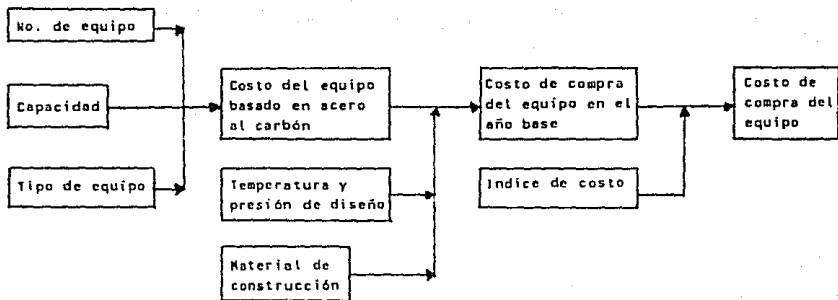 No. de equipo
Capacidad
Tipo de equipo
Costo del equipo
basado en acero
al carbón
Temperatura y
presión de diseño
Material de
construcción
Costo de compra
del equipo en el
año base
Indice de costo
Costo de
compra del
equipo